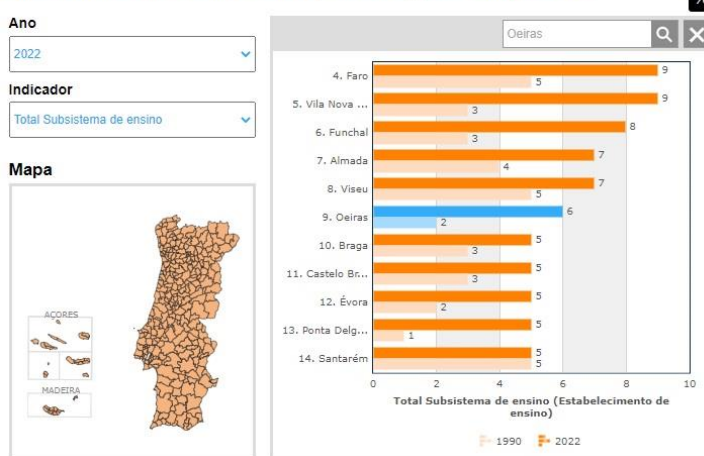 Ano
2022
Indicador
Total Subsistema de ensino
Mapa
AÇORES
MADEIRA
Oeiras
4. Faro
9
5
5. Vila Nova ...
9
3
6. Funchal
8
3
7. Almada
7
4
8. Viseu
7
5
9. Oeiras
6
2
10. Braga
5
3
11. Castelo Br...
5
3
12. Évora
5
2
13. Ponta Delg...
5
1
14. Santarém
5
5
0 2 4 6 8 10
Total Subsistema de ensino (Estabelecimento de
ensino)
1990 2022